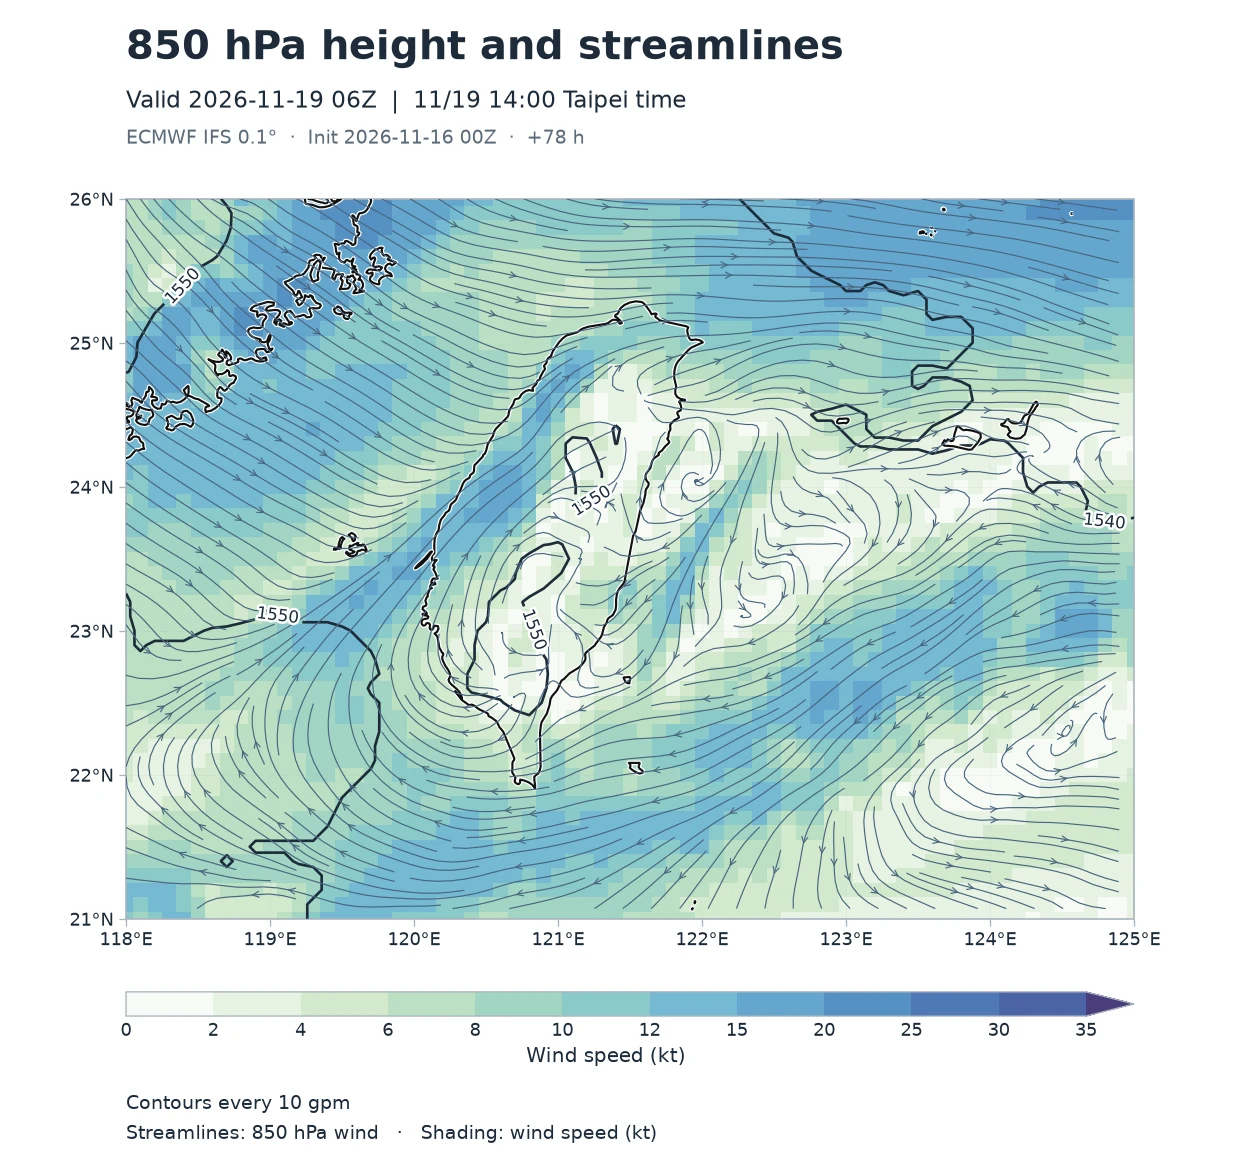 850 hPa height and streamlines
Valid 2026-11-19 06Z | 11/19 14:00 Taipei time
ECMWF IFS 0.1° · Init 2026-11-16 00Z · +78 h
26°N
1550
25°N
24°N
1550
1540
1550
1550
23°N
22°N
21°N
118°E 119°E 120°E 121°E 122°E 123°E 124°E 125°E
0 2 4 6 8 10 12 15 20 25 30 35
Wind speed (kt)
Contours every 10 gpm
Streamlines: 850 hPa wind · Shading: wind speed (kt)